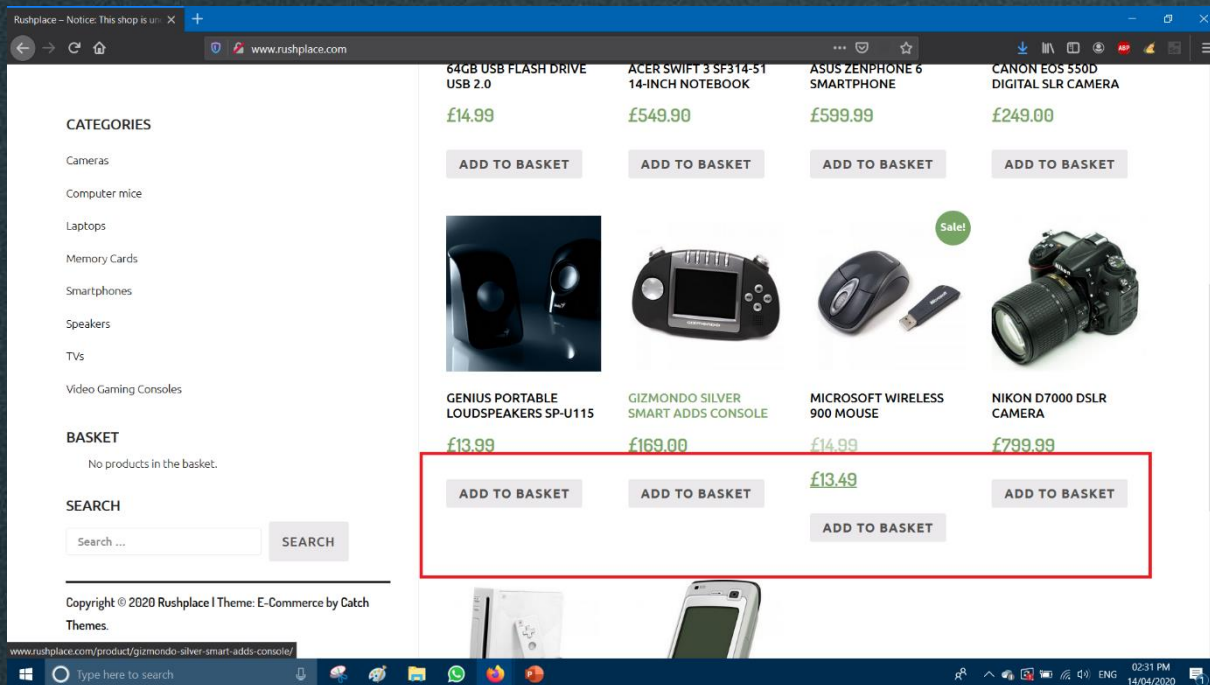 Rushplace – Notice: This shop is un
www.rushplace.com
ABP
CATEGORIES
Cameras
Computer mice
Laptops
Memory Cards
Smartphones
Speakers
TVs
Video Gaming Consoles
BASKET
No products in the basket.
SEARCH
Search ...
SEARCH
Copyright © 2020 Rushplace | Theme: E-Commerce by Catch
Themes.
64GB USB FLASH DRIVE
USB 2.0
£14.99
ADD TO BASKET
ACER SWIFT 3 SF314-51
14-INCH NOTEBOOK
£549.90
ADD TO BASKET
ASUS ZENPHONE 6
SMARTPHONE
£599.99
ADD TO BASKET
CANON EOS 550D
DIGITAL SLR CAMERA
£249.00
ADD TO BASKET
GENIUS PORTABLE
LOUDSPEAKERS SP-U115
£13.99
ADD TO BASKET
GIZMONDO SILVER
SMART ADDS CONSOLE
£169.00
ADD TO BASKET
Sale!
MICROSOFT WIRELESS
900 MOUSE
£14.99
£13.49
ADD TO BASKET
Nikon
NIKON D7000 DSLR
CAMERA
£799.99
ADD TO BASKET
www.rushplace.com/product/gizmondo-silver-smart-adds-console/
Type here to search
ENG
02:31 PM
14/04/2020